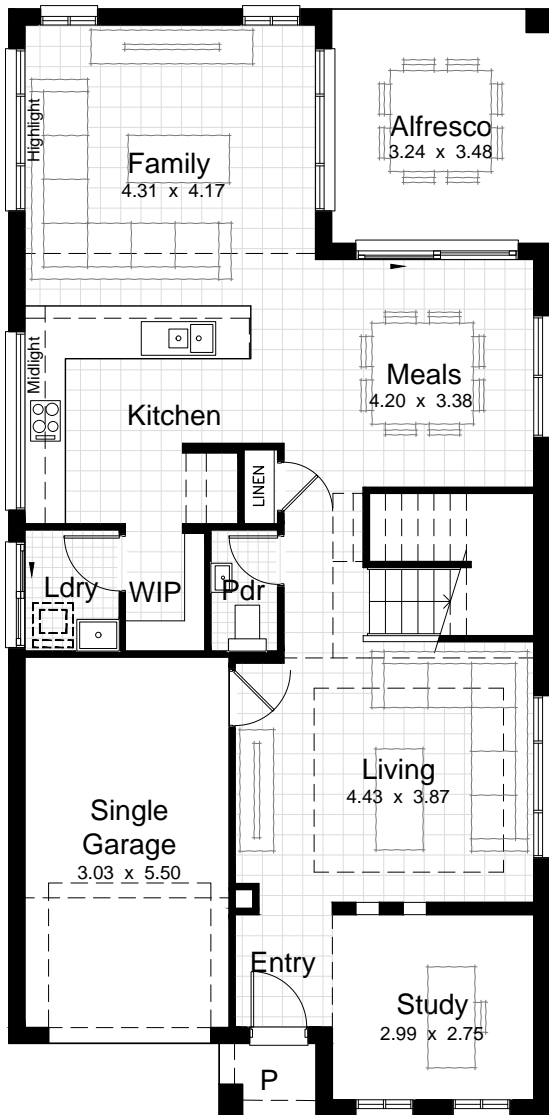 Highlight
Family
4.31 x 4.17
Alfresco
3.24 x 3.48
Midlight
Kitchen
Meals
4.20 x 3.38
LINEN
Ldry
WIP
Pdr
Living
4.43 x 3.87
Single
Garage
3.03 x 5.50
Entry
Study
2.99 x 2.75
P